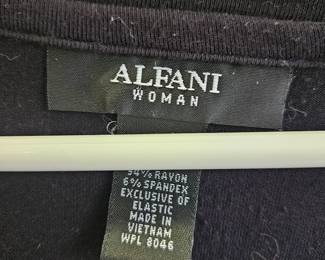 ALFANI
WOMAN
94% RAYON
6% SPANDEX
EXCLUSIVE OF
ELASTIC
MADE IN
VIETNAM
WPL 8046